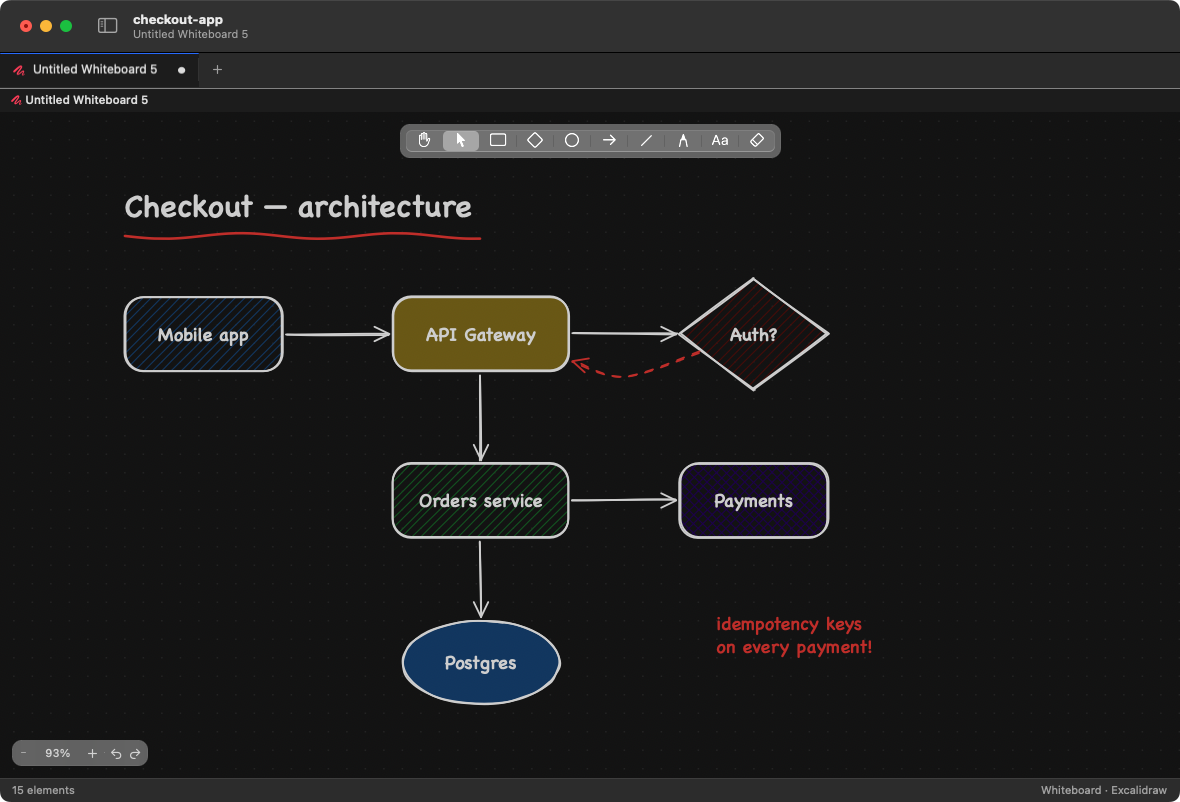 checkout-app
Untitled Whiteboard 5
Untitled Whiteboard 5
Untitled Whiteboard 5
Aa
Checkout — architecture
Mobile app
API Gateway
Auth?
Orders service
Payments
idempotency keys
on every payment!
Postgres
93%
15 elements
Whiteboard · Excalidraw